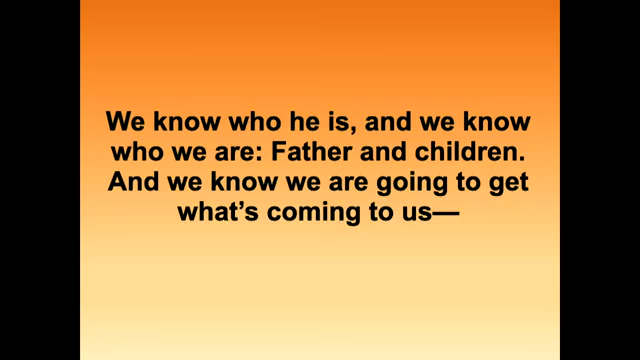 We know who he is, and we know
who we are: Father and children.
And we know we are going to get
what’s coming to us—